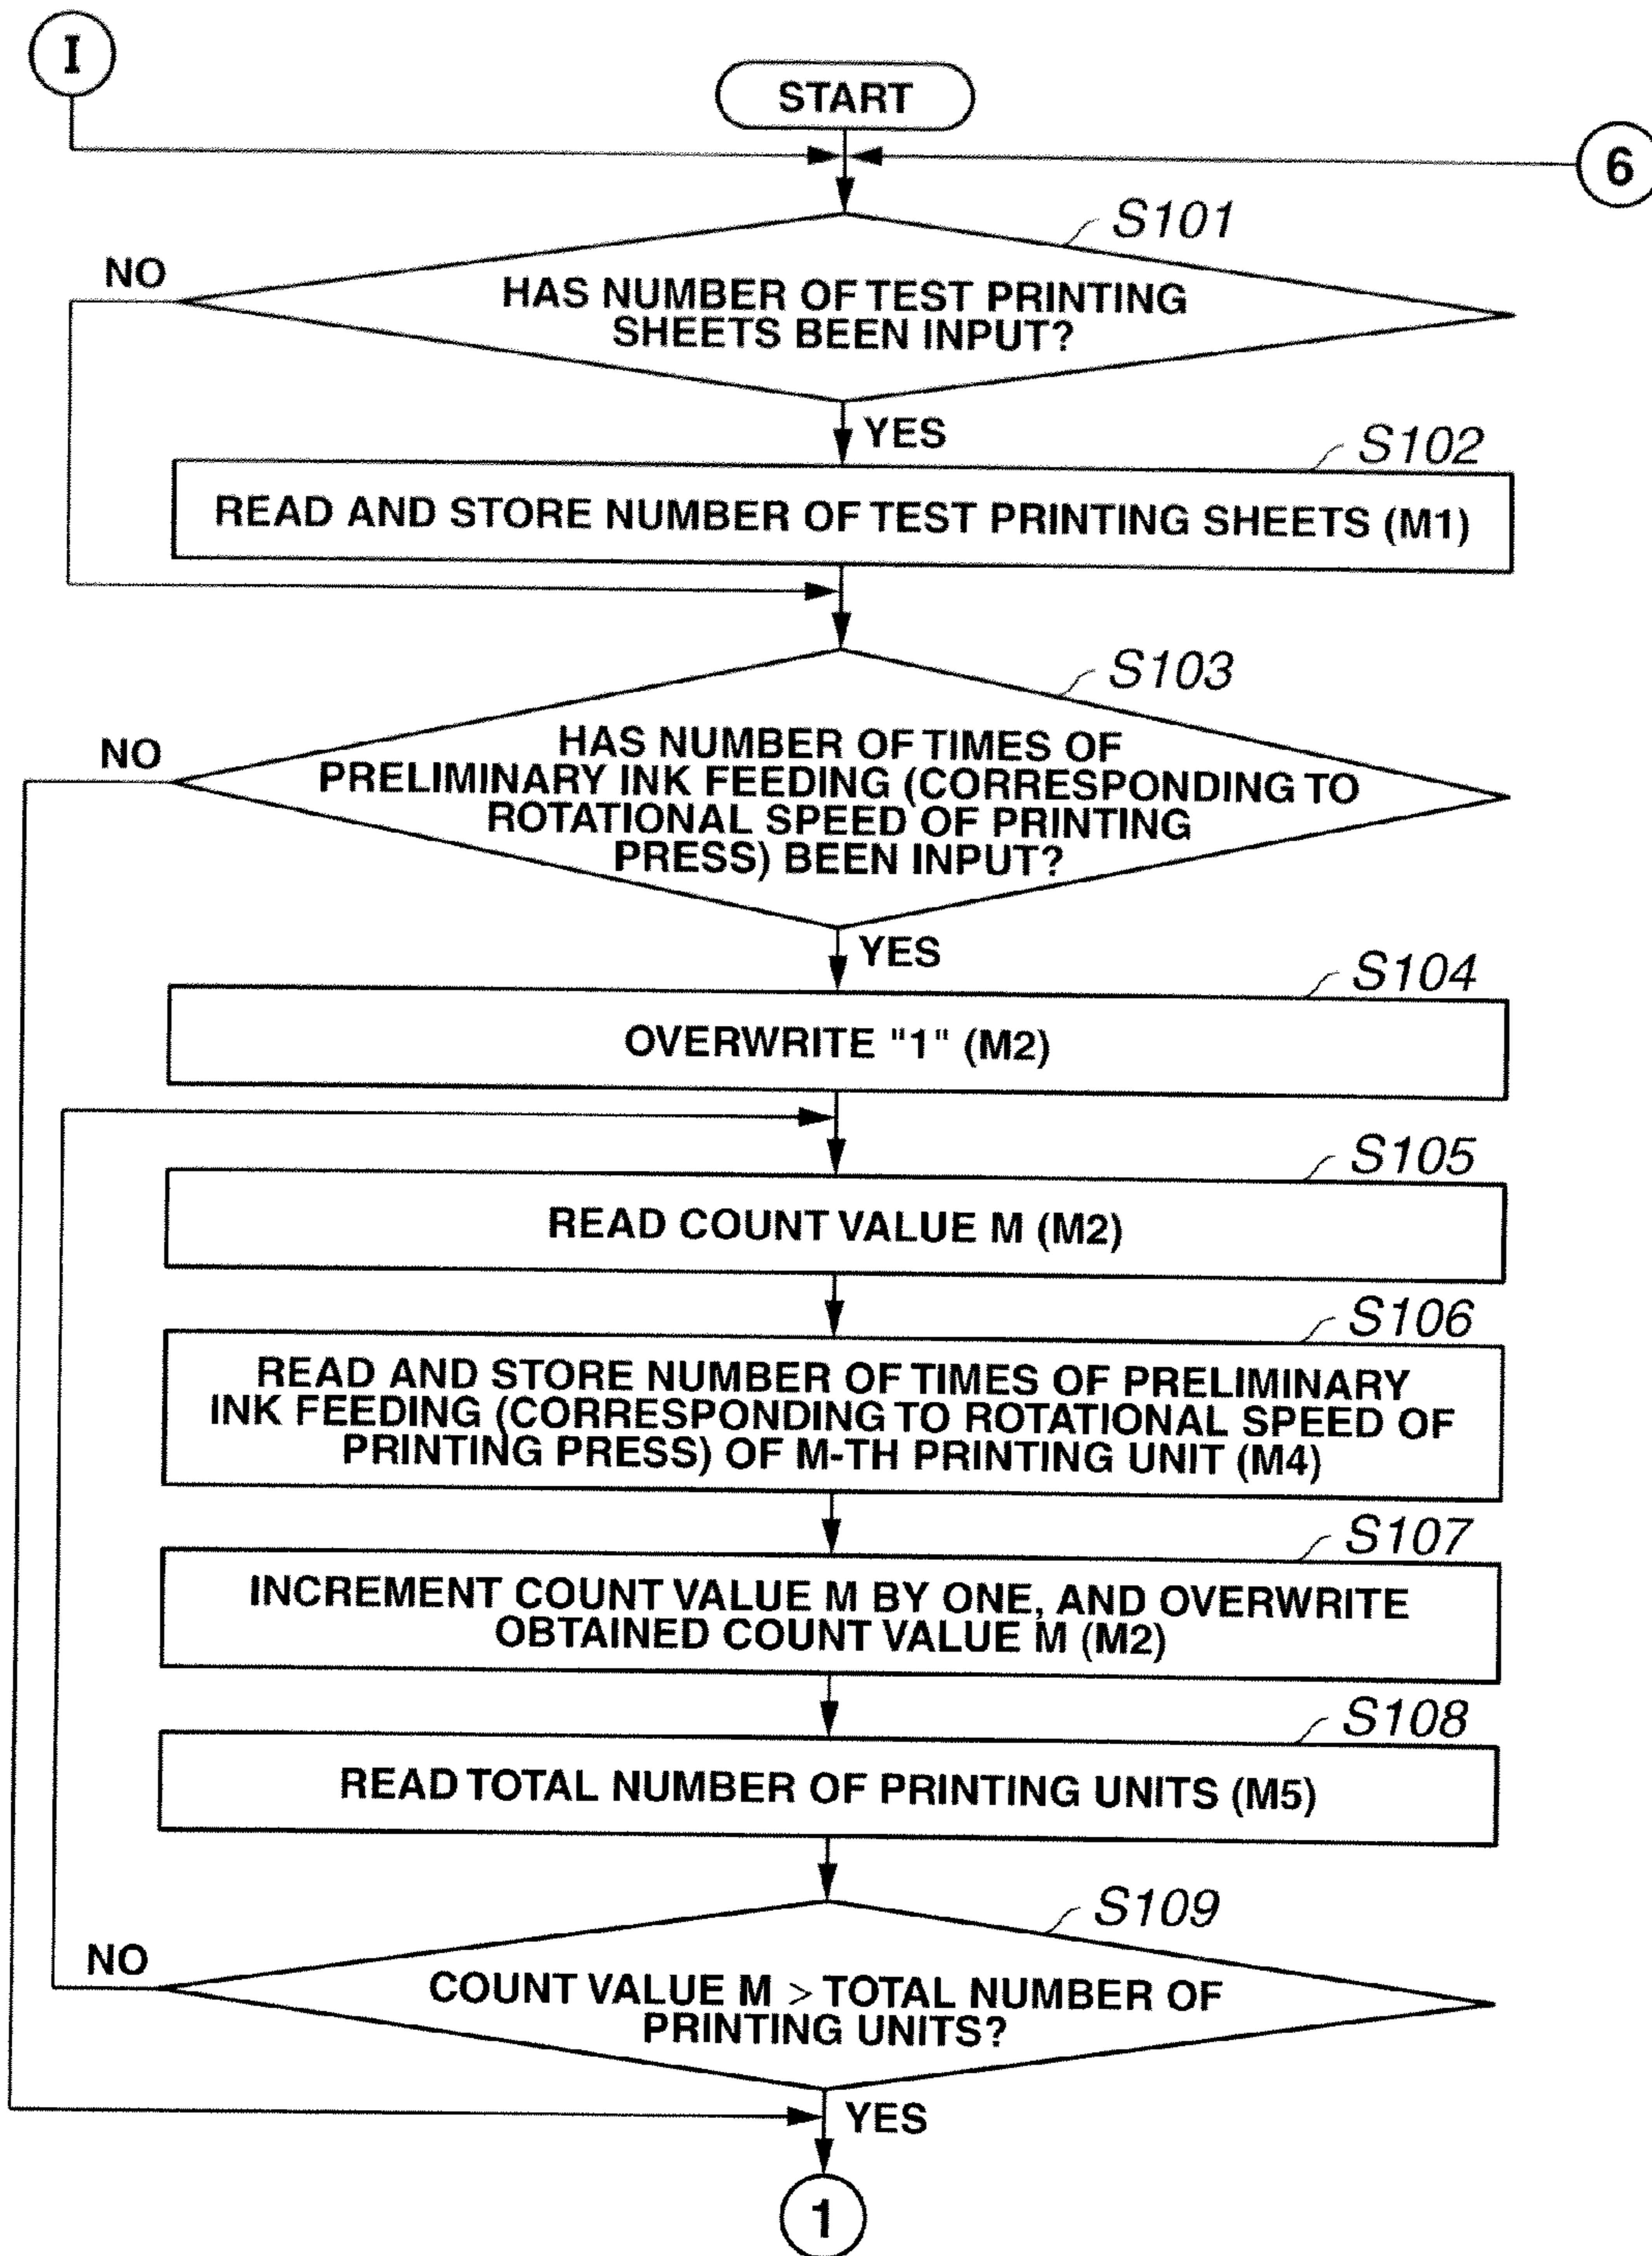 I
START
6
S101
NO
HAS NUMBER OF TEST PRINTING
SHEETS BEEN INPUT?
YES
S102
READ AND STORE NUMBER OF TEST PRINTING SHEETS (M1)
S103
NO
HAS NUMBER OF TIMES OF
PRELIMINARY INK FEEDING (CORRESPONDING TO
ROTATIONAL SPEED OF PRINTING
PRESS) BEEN INPUT?
YES
S104
OVERWRITE "1" (M2)
S105
READ COUNT VALUE M (M2)
S106
READ AND STORE NUMBER OF TIMES OF PRELIMINARY
INK FEEDING (CORRESPONDING TO ROTATIONAL SPEED OF
PRINTING PRESS) OF M-TH PRINTING UNIT (M4)
S107
INCREMENT COUNT VALUE M BY ONE, AND OVERWRITE
OBTAINED COUNT VALUE M (M2)
S108
READ TOTAL NUMBER OF PRINTING UNITS (M5)
S109
NO
COUNT VALUE M > TOTAL NUMBER OF
PRINTING UNITS?
YES
1